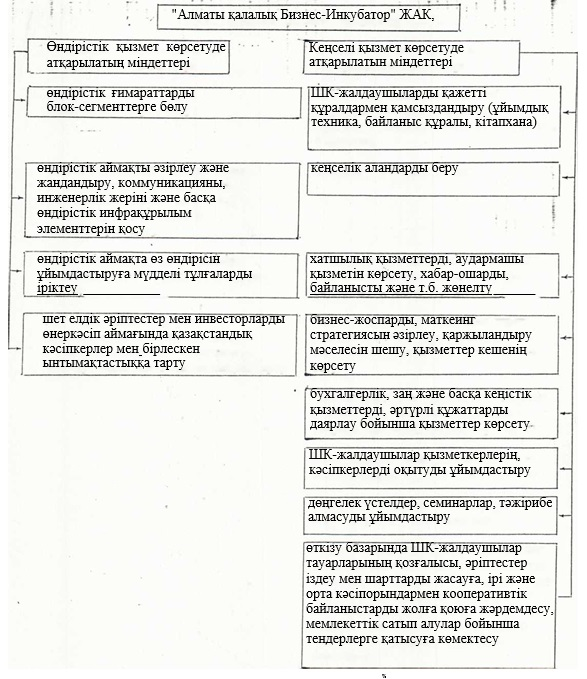 "Алматы қалалық Бизнес-Инкубатор" ЖАК,
Өндірістік қызмет көрсетуде
атқарылатың міндеттері
Кеңселі қызмет көрсетуде
атқарылатын міндеттері
өндірістік ғимараттарды
блок-сегменттерге бөлу
өндірістік аймақты әзірлеу және
жандандыру, коммуникацияны,
инженерлік жеріні және басқа
өндірістік инфрақұрылым
элементтерін қосу
өндірістік аймақта өз өндірісін
ұйымдастыруға мүдделі тұлғаларды
іріктеу
шет елдік әріптестер мен инвесторларды
өнеркәсіп аймағында қазақстандық
кәсіпкерлер мен бірлескен
ынтымақтастыққа тарту
ШК-жалдаушыларды қажетті
құралдармен қамсыздандыру (ұйымдық
техника, байланыс құралы, кітапхана)
кеңселік аландарды беру
хатшылық қызметтерді, аудармашы
қызметін көрсету, хабар-ошарды,
байланысты және т.б. жөнелту
бизнес-жоспарды, маткеинг
стратегиясын әзірлеу, қаржыландыру
мәселесін шешу, қызметтер кешенің
көрсету
бухгалгерлік, заң және басқа кеңістік
қызметтерді, әртүрлі құжаттарды
даярлау бойынша қызметтер көрсету
ШК-жалдаушылар қызметкерлерің,
кәсіпкерлерді оқытуды ұйымдастыру
дөңгелек үстелдер, семинарлар, тәжірибе
алмасуды ұйымдастыру
өткізу базарында ШК-жалдаушылар
тауарларының қозғалысы, әріптестер
іздеу мен шарттарды жасауға, ірі және
орта кәсіпорындармен кооперативтік
байланыстарды жолға қоюға жәрдемдесу,
мемлекеттік сатып алулар бойынша
тендерлерге қатысуға көмектесу